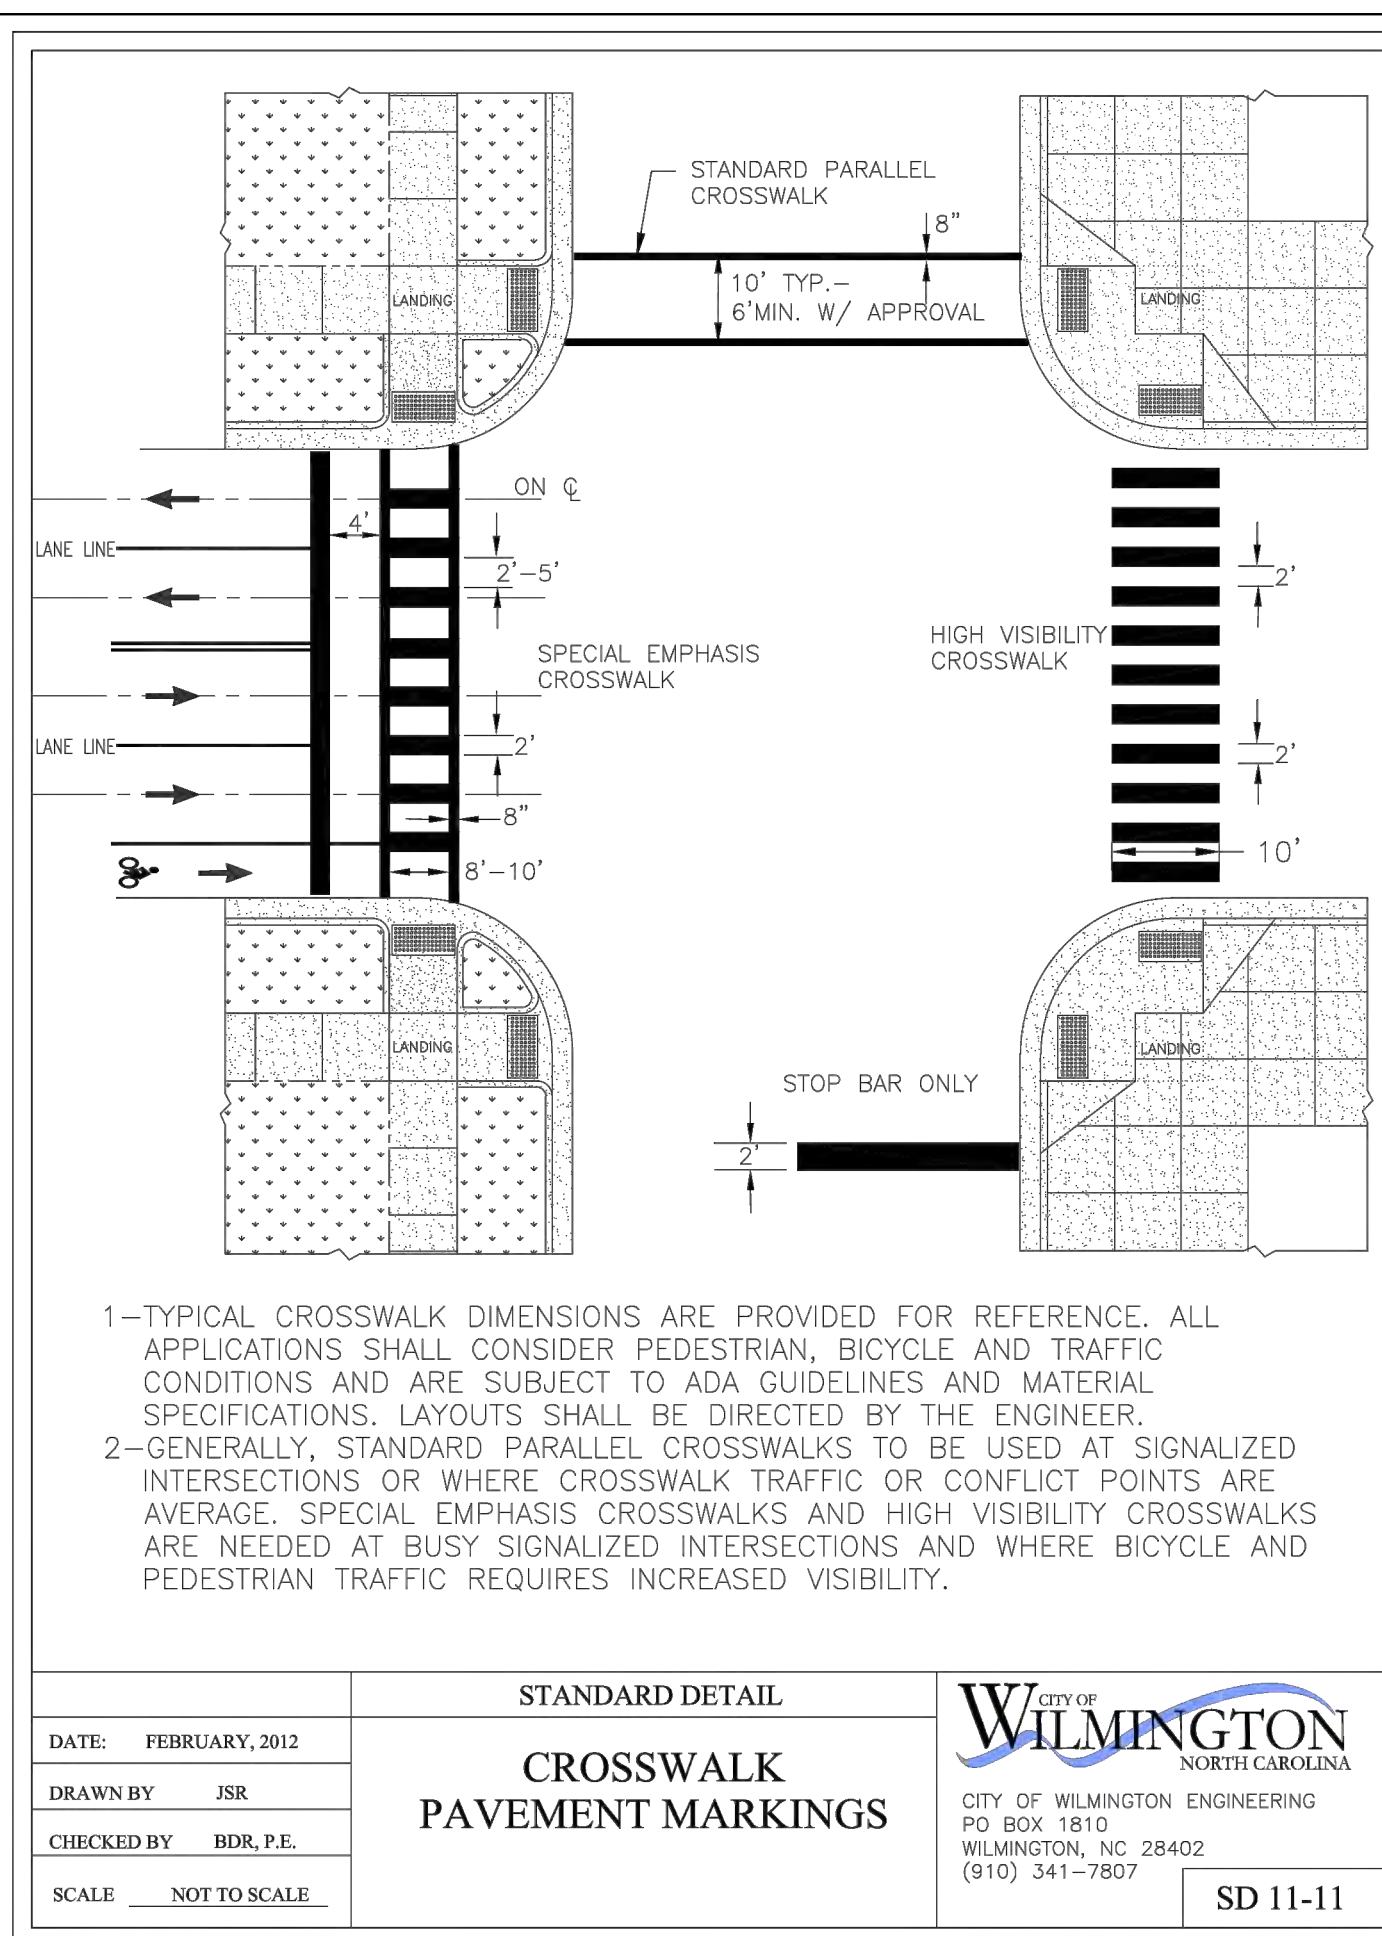 STANDARD PARALLEL
CROSSWALK
8"
10' TYP.–
6'MIN. W/ APPROVAL
LANDING
LANDING
ON ℄
4'
LANE LINE
2'–5'
2'
HIGH VISIBILITY
CROSSWALK
SPECIAL EMPHASIS
CROSSWALK
LANE LINE
2'
2'
8"
8'–10'
10'
LANDING
LANDING
STOP BAR ONLY
2'
1–TYPICAL CROSSWALK DIMENSIONS ARE PROVIDED FOR REFERENCE. ALL
APPLICATIONS SHALL CONSIDER PEDESTRIAN, BICYCLE AND TRAFFIC
CONDITIONS AND ARE SUBJECT TO ADA GUIDELINES AND MATERIAL
SPECIFICATIONS. LAYOUTS SHALL BE DIRECTED BY THE ENGINEER.
2–GENERALLY, STANDARD PARALLEL CROSSWALKS TO BE USED AT SIGNALIZED
INTERSECTIONS OR WHERE CROSSWALK TRAFFIC OR CONFLICT POINTS ARE
AVERAGE. SPECIAL EMPHASIS CROSSWALKS AND HIGH VISIBILITY CROSSWALKS
ARE NEEDED AT BUSY SIGNALIZED INTERSECTIONS AND WHERE BICYCLE AND
PEDESTRIAN TRAFFIC REQUIRES INCREASED VISIBILITY.
DATE: FEBRUARY, 2012
DRAWN BY JSR
CHECKED BY BDR, P.E.
SCALE NOT TO SCALE
STANDARD DETAIL
CROSSWALK
PAVEMENT MARKINGS
CITY OF
WILMINGTON
NORTH CAROLINA
CITY OF WILMINGTON ENGINEERING
PO BOX 1810
WILMINGTON, NC 28402
(910) 341–7807
SD 11-11